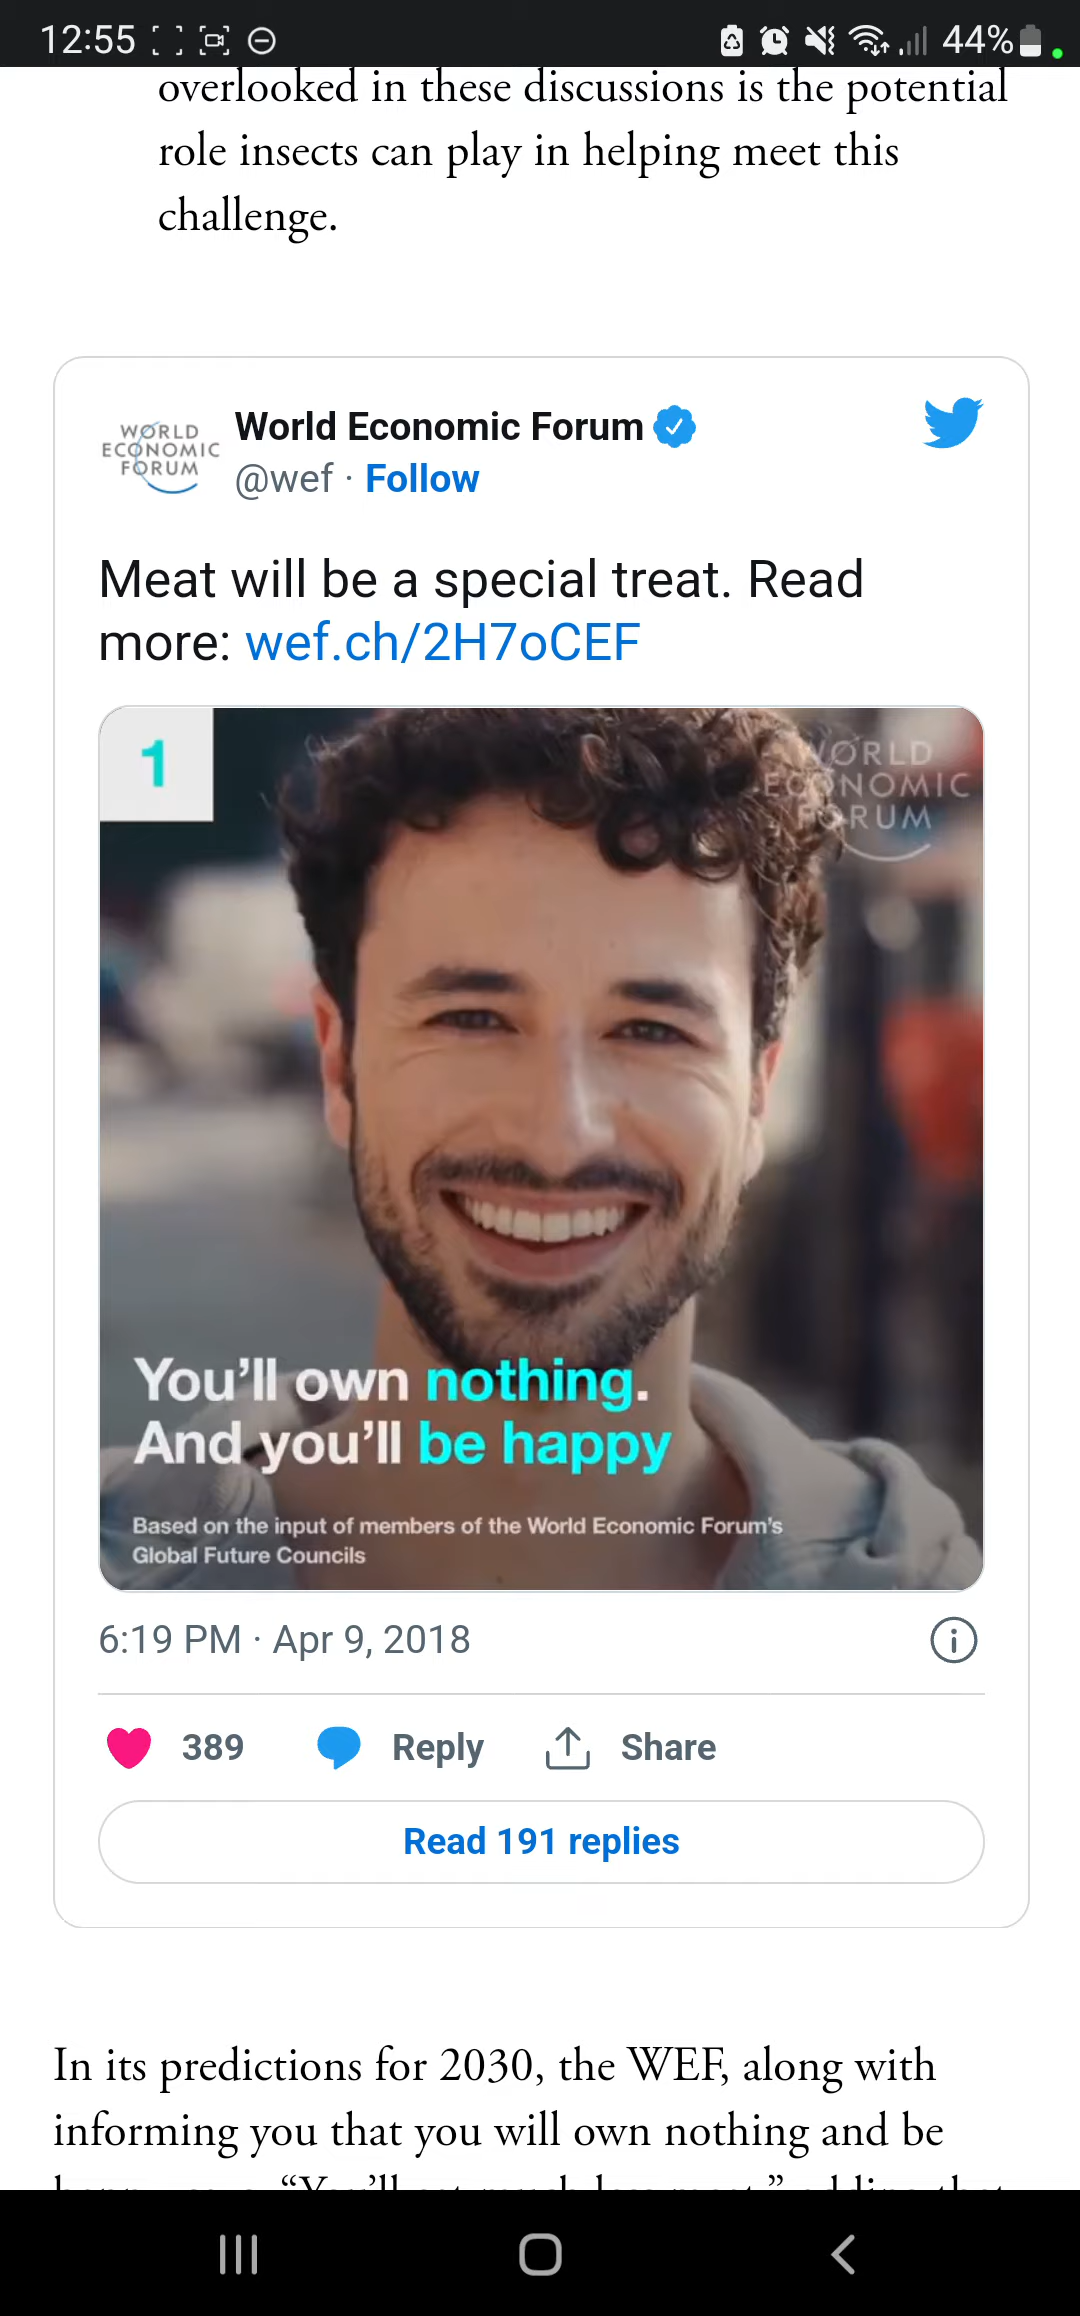 12:55
44%
overlooked in these discussions is the potential
role insects can play in helping meet this
challenge.
WORLD
ECONOMIC
FORUM
World Economic Forum
@wef · Follow
Meat will be a special treat. Read
more: wef.ch/2H7oCEF
1
WORLD
ECONOMIC
FORUM
You'll own nothing.
And you'll be happy
Based on the input of members of the World Economic Forum's
Global Future Councils
6:19 PM · Apr 9, 2018
389 Reply Share
Read 191 replies
In its predictions for 2030, the WEF, along with
informing you that you will own nothing and be